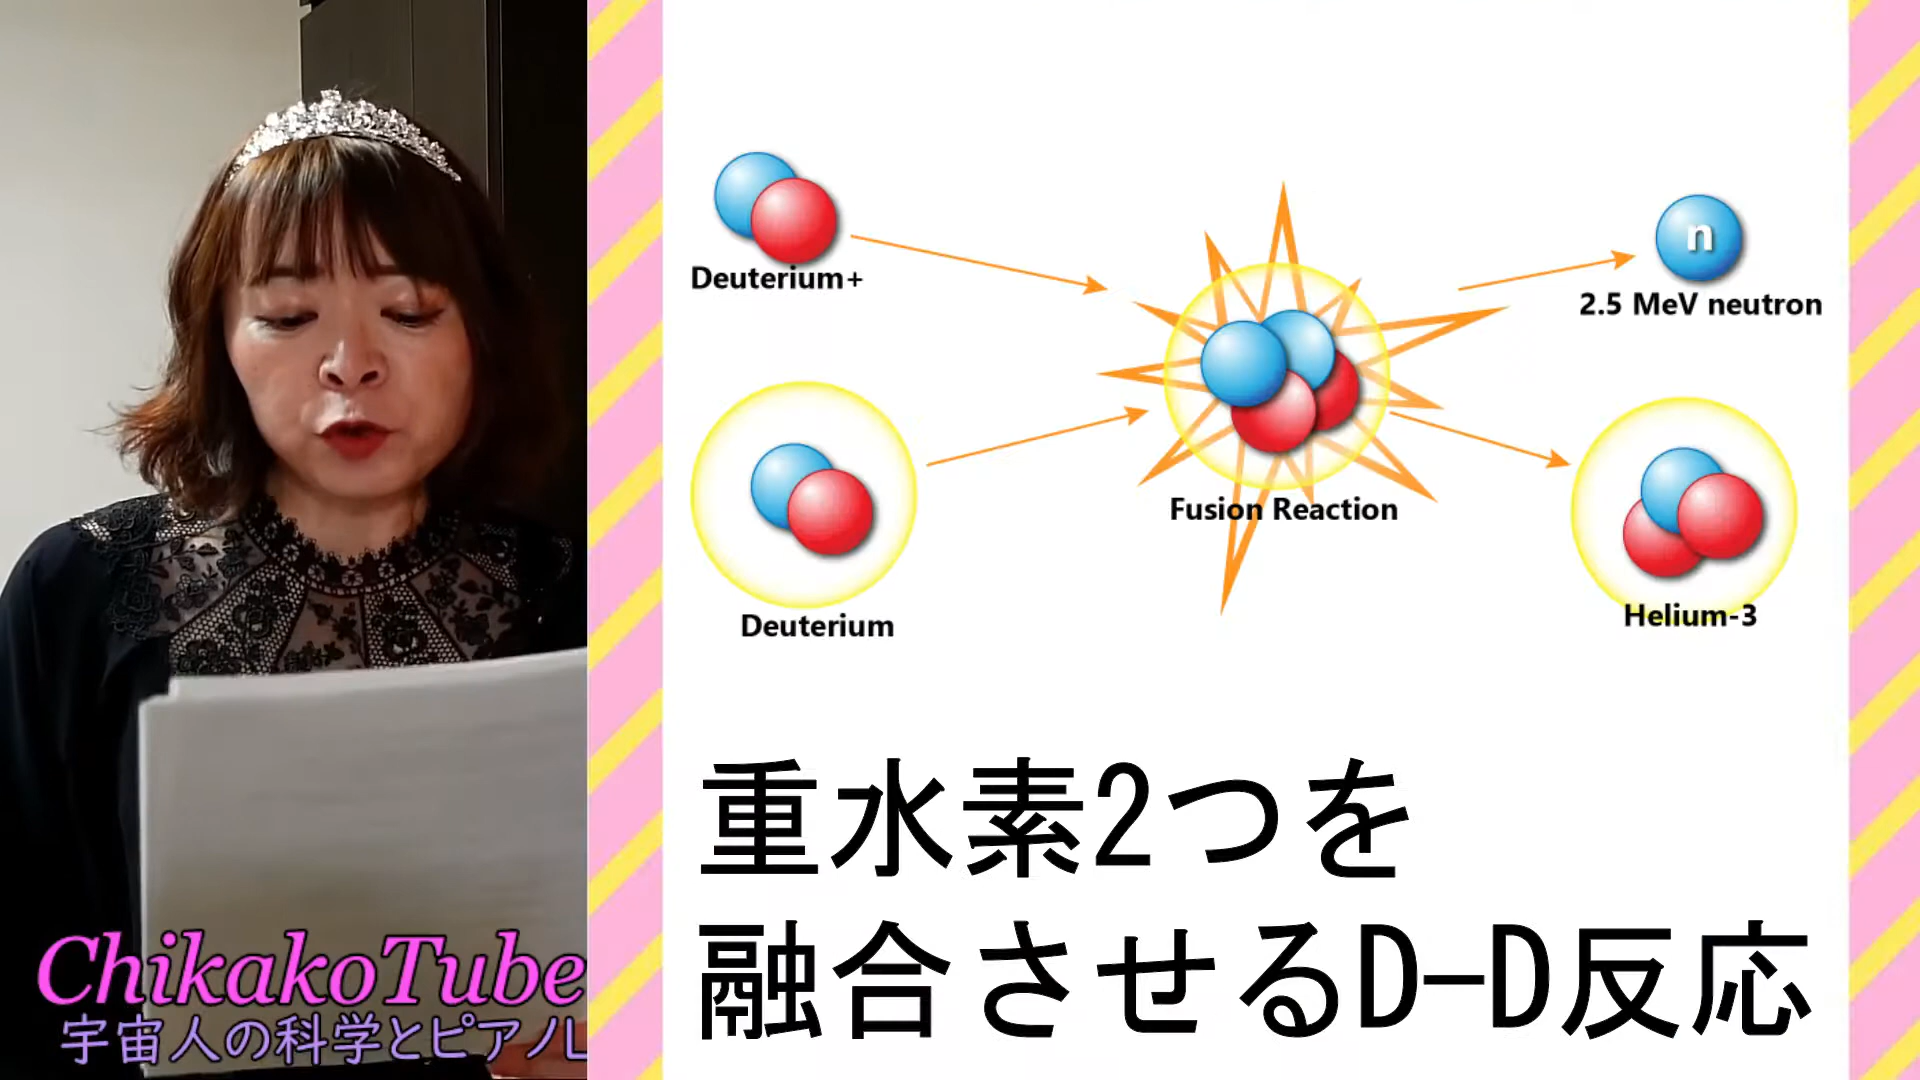 Deuterium+
Deuterium
Fusion Reaction
n
2.5 MeV neutron
Helium-3
重水素2つを
融合させるD-D反応
ChikakoTube
宇宙人の科学とピアノ